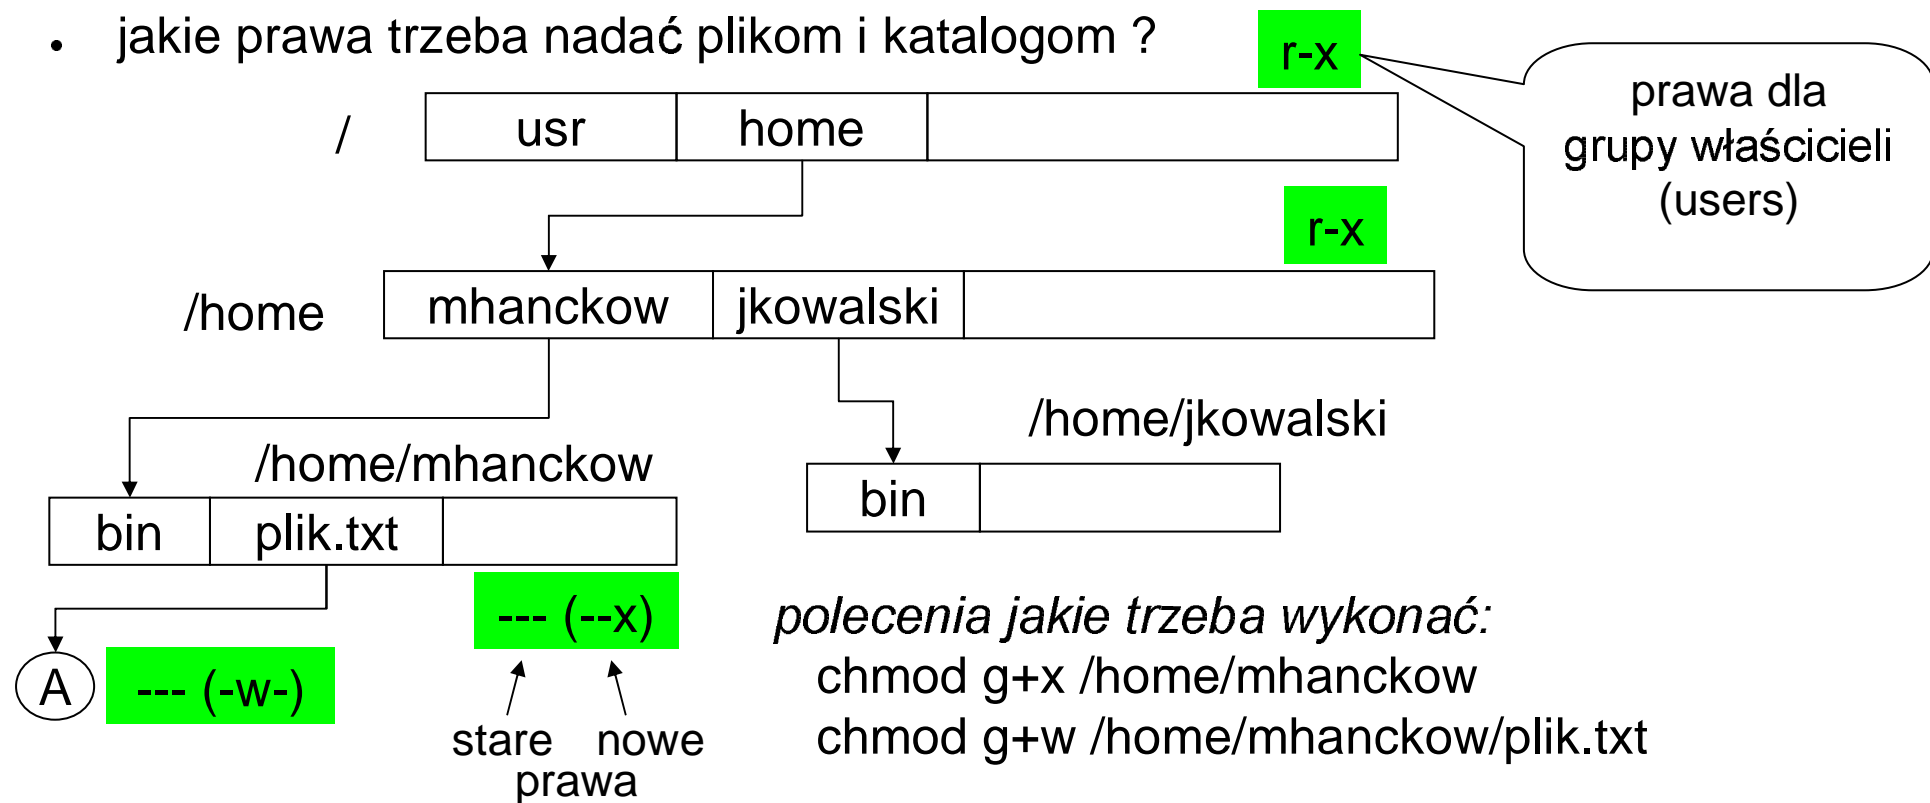 • jakie prawa trzeba nadać plikom i katalogom ?
r-x
prawa dla
grupy właścicieli
(users)
/ usr home
r-x
/home mhanckow jkowalski
/home/jkowalski
/home/mhanckow
bin
bin plik.txt
--- (--x)
A --- (-w-)
stare nowe
prawa
polecenia jakie trzeba wykonać:
chmod g+x /home/mhanckow
chmod g+w /home/mhanckow/plik.txt